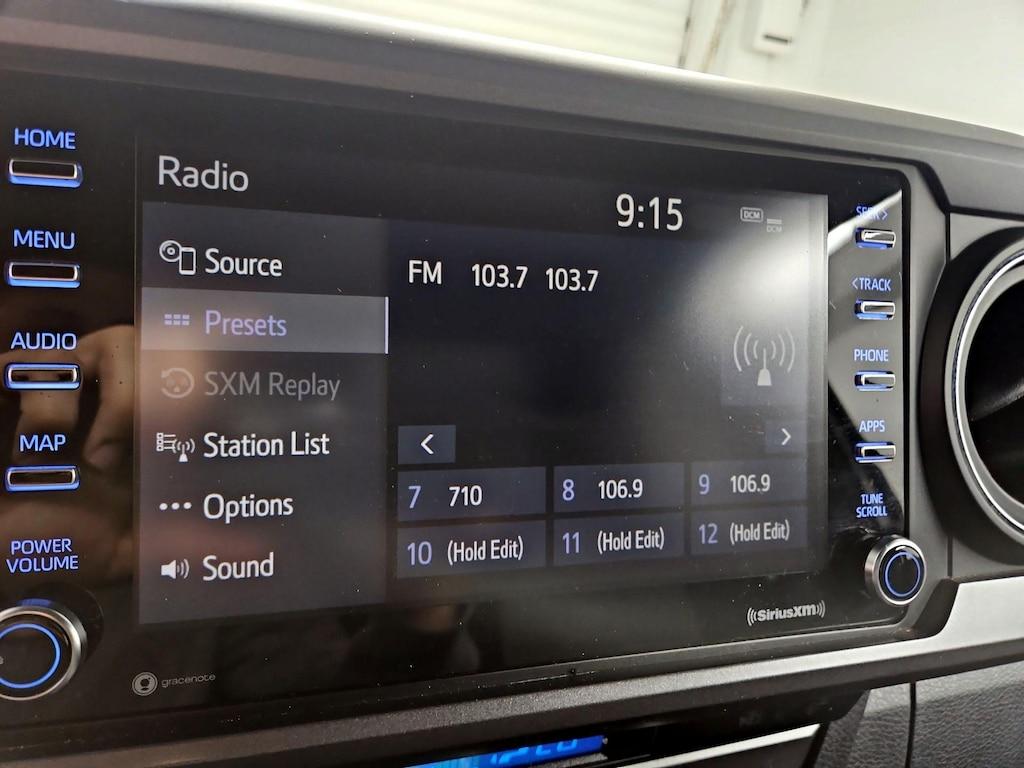 HOME
MENU
AUDIO
MAP
POWER
VOLUME
Radio
9:15
DCM
DCM
Source
Presets
SXM Replay
Station List
Options
Sound
FM 103.7 103.7
<
>
7 710
8 106.9
9 106.9
10 (Hold Edit)
11 (Hold Edit)
12 (Hold Edit)
SEEK>
<TRACK
PHONE
APPS
TUNE
SCROLL
SiriusXM
gracenote